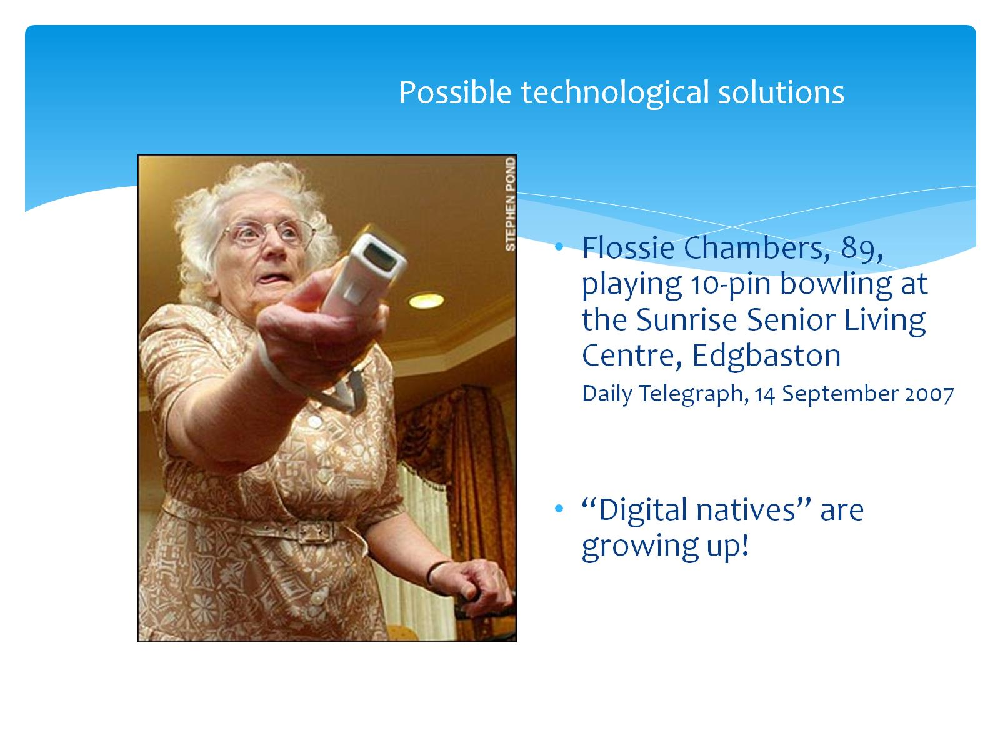 Possible technological solutions
STEPHEN POND
• Flossie Chambers, 89,
playing 10-pin bowling at
the Sunrise Senior Living
Centre, Edgbaston
Daily Telegraph, 14 September 2007
• “Digital natives” are
growing up!